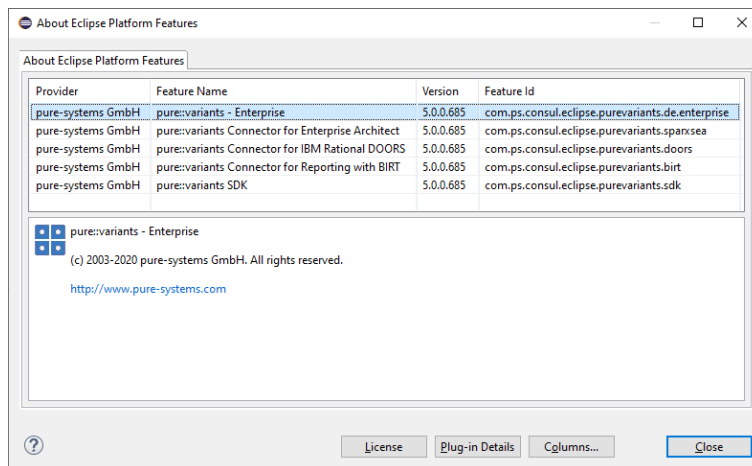 About Eclipse Platform Features
About Eclipse Platform Features
Provider Feature Name Version Feature Id
pure-systems GmbH pure::variants - Enterprise 5.0.0.685 com.ps.consul.eclipse.purevariants.de.enterprise
pure-systems GmbH pure::variants Connector for Enterprise Architect 5.0.0.685 com.ps.consul.eclipse.purevariants.sparxsea
pure-systems GmbH pure::variants Connector for IBM Rational DOORS 5.0.0.685 com.ps.consul.eclipse.purevariants.doors
pure-systems GmbH pure::variants Connector for Reporting with BIRT 5.0.0.685 com.ps.consul.eclipse.purevariants.birt
pure-systems GmbH pure::variants SDK 5.0.0.685 com.ps.consul.eclipse.purevariants.sdk
pure::variants - Enterprise
(c) 2003-2020 pure-systems GmbH. All rights reserved.
http://www.pure-systems.com
? License Plug-in Details Columns... Close